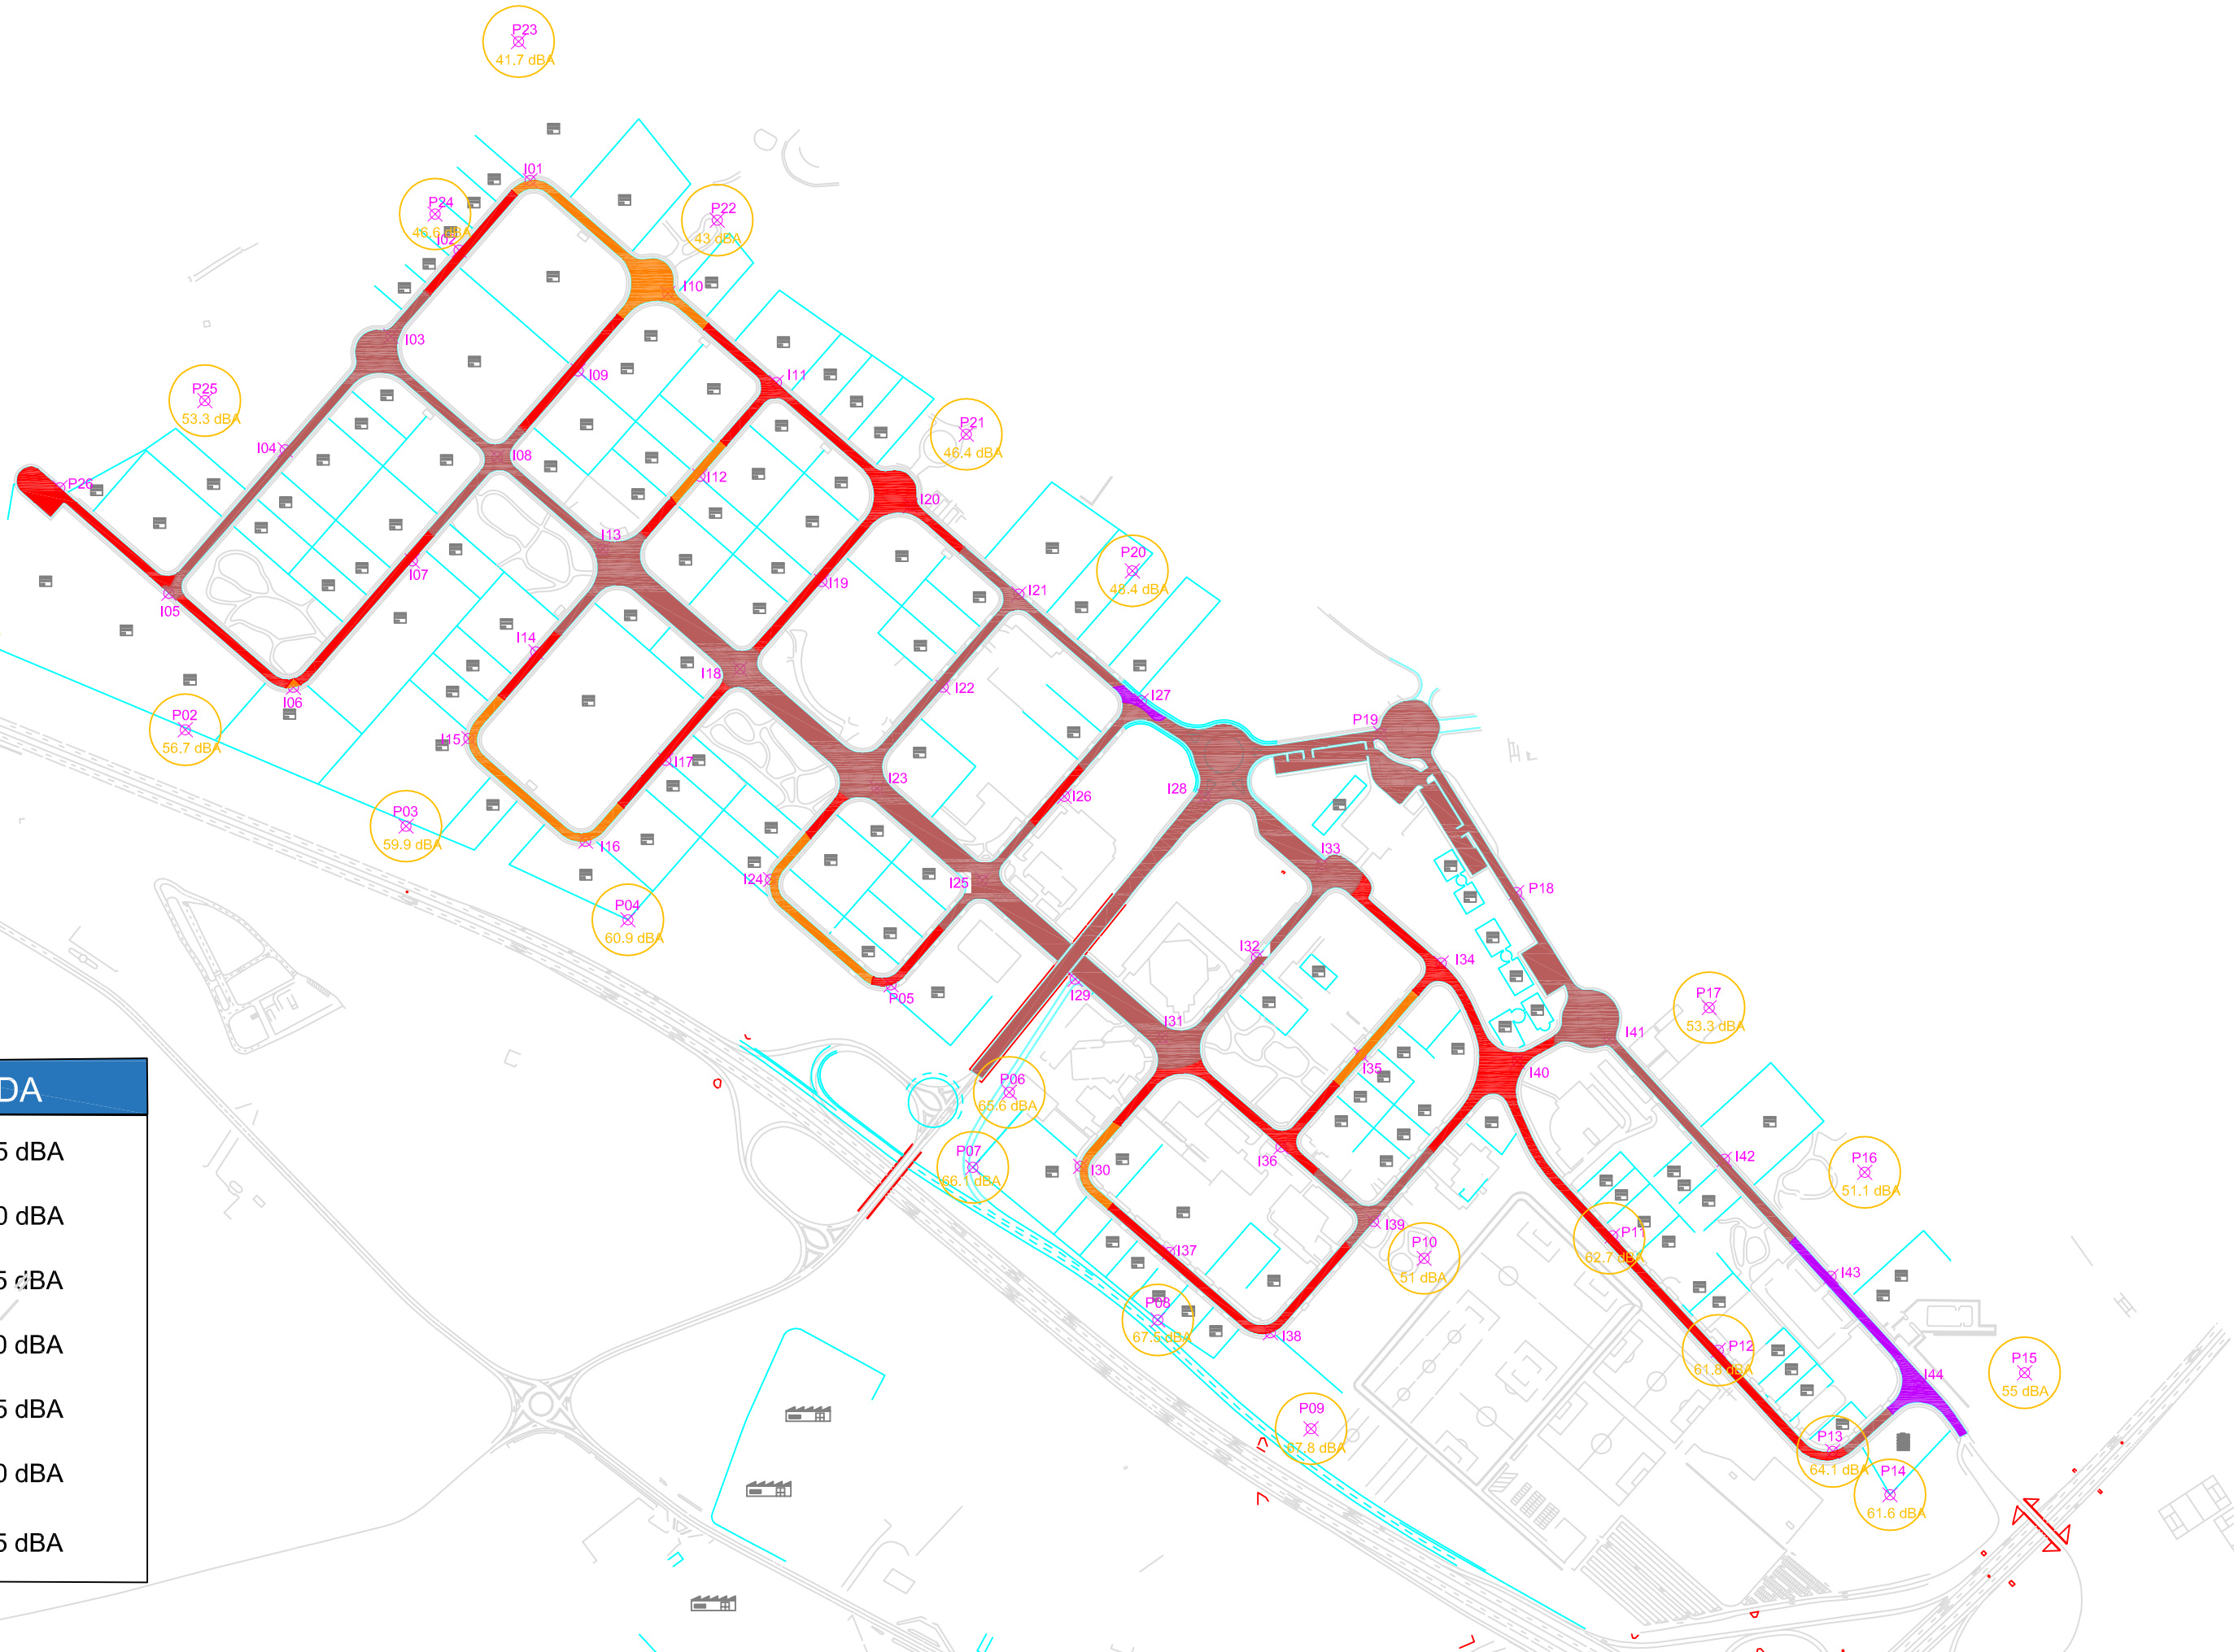 P23
41.7 dBA
I01
P24
46.6 dBA
P22
43 dBA
I02
I10
I03
I11
P25
53.3 dBA
P21
46.4 dBA
I09
I04
I08
I12
P26
I20
I13
P20
48.4 dBA
I07
I19
I21
I05
I14
I18
I22
I06
I27
P02
56.7 dBA
I15
P19
I17
I23
I28
I26
P03
59.9 dBA
I16
I33
I24
I25
P18
P04
60.9 dBA
I32
I34
I29
P05
P17
53.3 dBA
I31
I41
I35
I40
DA
P06
65.6 dBA
5 dBA
I36
I42
P07
66.1 dBA
I30
P16
51.1 dBA
0 dBA
I39
P11
62.7 dBA
P10
51 dBA
I37
I43
5 dBA
P08
67.5 dBA
I38
0 dBA
P12
61.8 dBA
P15
55 dBA
I44
5 dBA
P09
67.8 dBA
P13
64.1 dBA
0 dBA
P14
61.6 dBA
5 dBA